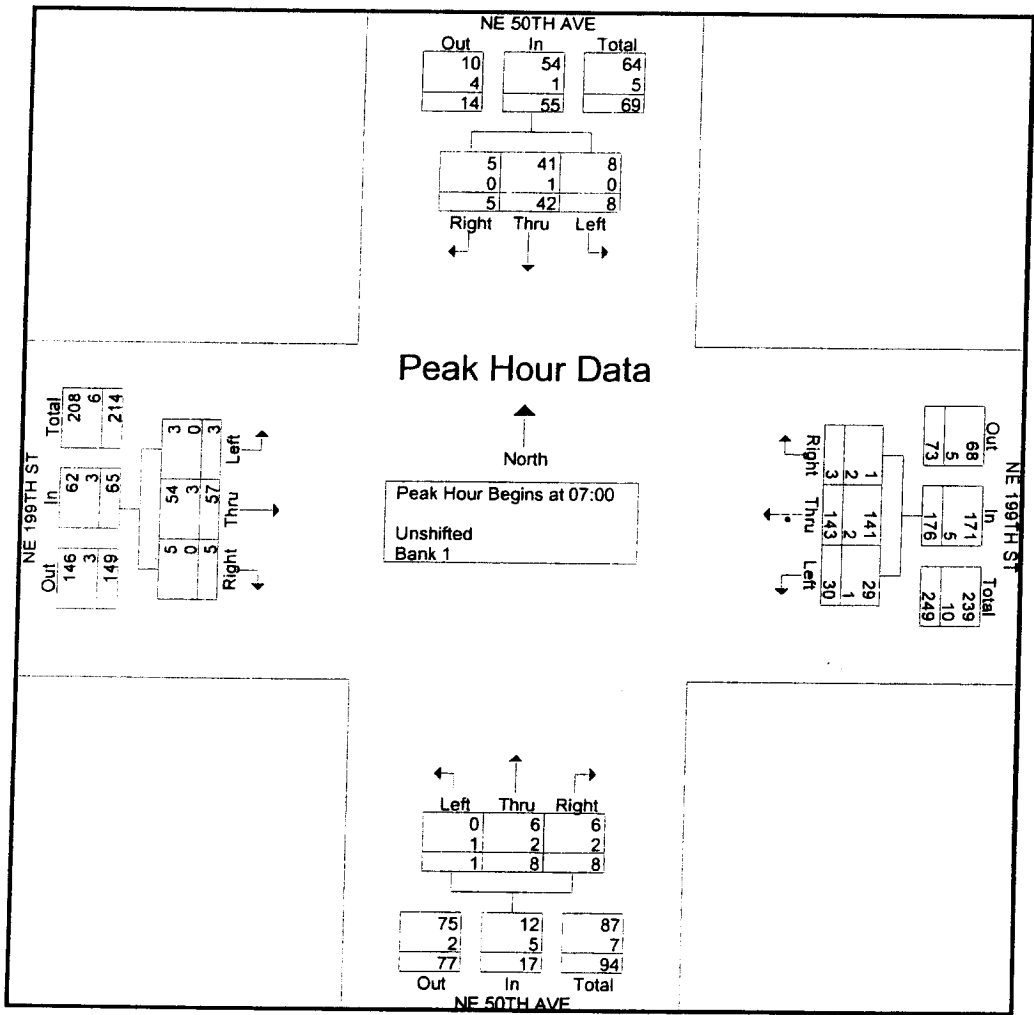 NE 50TH AVE
Out In Total
10 54 64
4 1 5
14 55 69
5 41 8
0 1 0
5 42 8
Right Thru Left
Peak Hour Data
North
Peak Hour Begins at 07:00
Unshifted
Bank 1
NE 199TH ST
Out In Total
146 62 208
3 3 6
149 65 214
Right Thru Left
5 54 3
0 3 0
5 57 3
NE 199TH ST
Out In Total
68 171 239
5 5 10
73 176 249
1 141 29
2 2 1
3 143 30
Right Thru Left
Left Thru Right
0 6 6
1 2 2
1 8 8
75 12 87
2 5 7
77 17 94
Out In Total
NE 50TH AVE